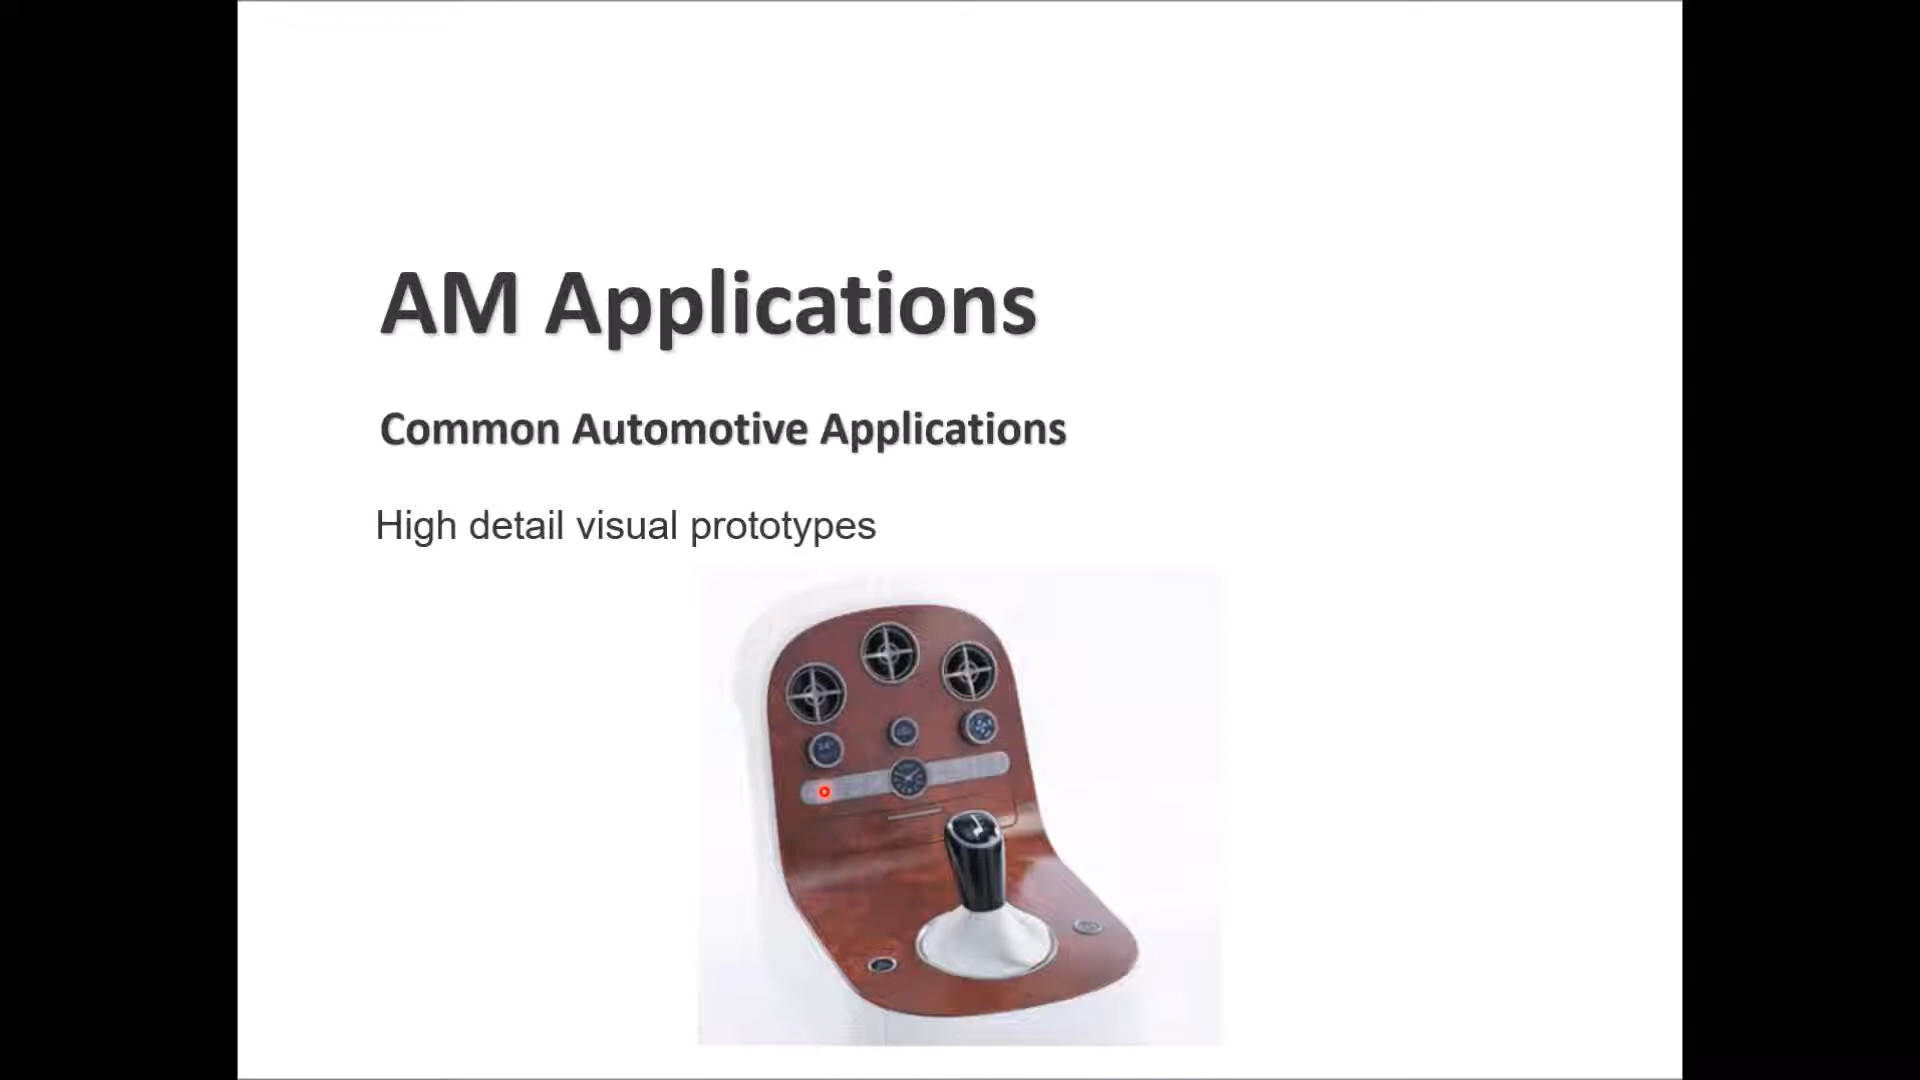 AM Applications
Common Automotive Applications
High detail visual prototypes